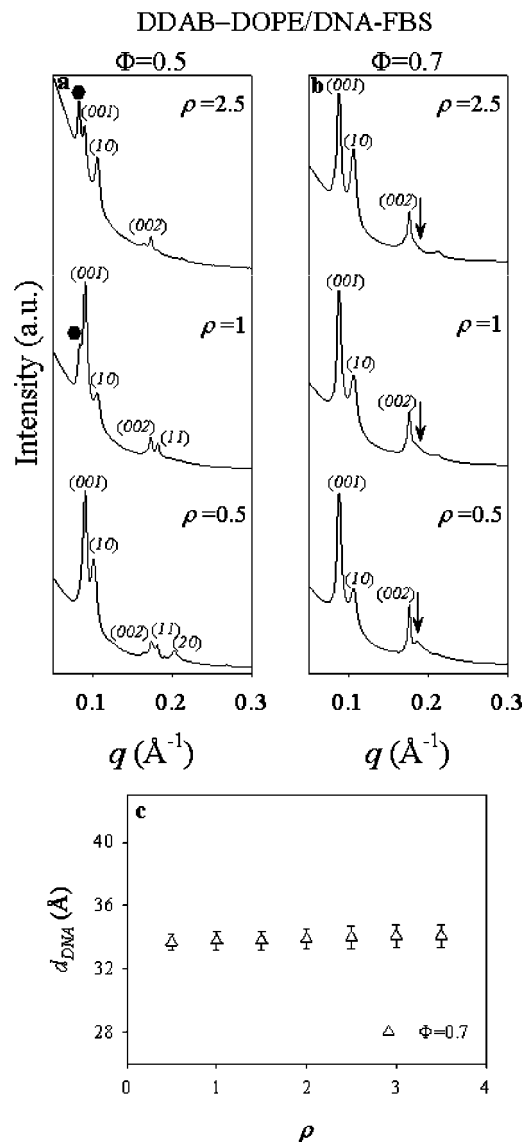 DDAB–DOPE/DNA-FBS
Φ=0.5
Φ=0.7
a
(001)
ρ=2.5
(10)
(002)
(001)
ρ=1
(10)
(002)
(11)
(001)
ρ=0.5
(10)
(002)
(11)
(20)
b
(001)
ρ=2.5
(10)
(002)
(001)
ρ=1
(10)
(002)
(001)
ρ=0.5
(10)
(002)
Intensity (a.u.)
0.1 0.2 0.3
0.1 0.2 0.3
q (Å⁻¹)
q (Å⁻¹)
c
40
36
32
28
d_DNA (Å)
Φ=0.7
0 1 2 3 4
ρ